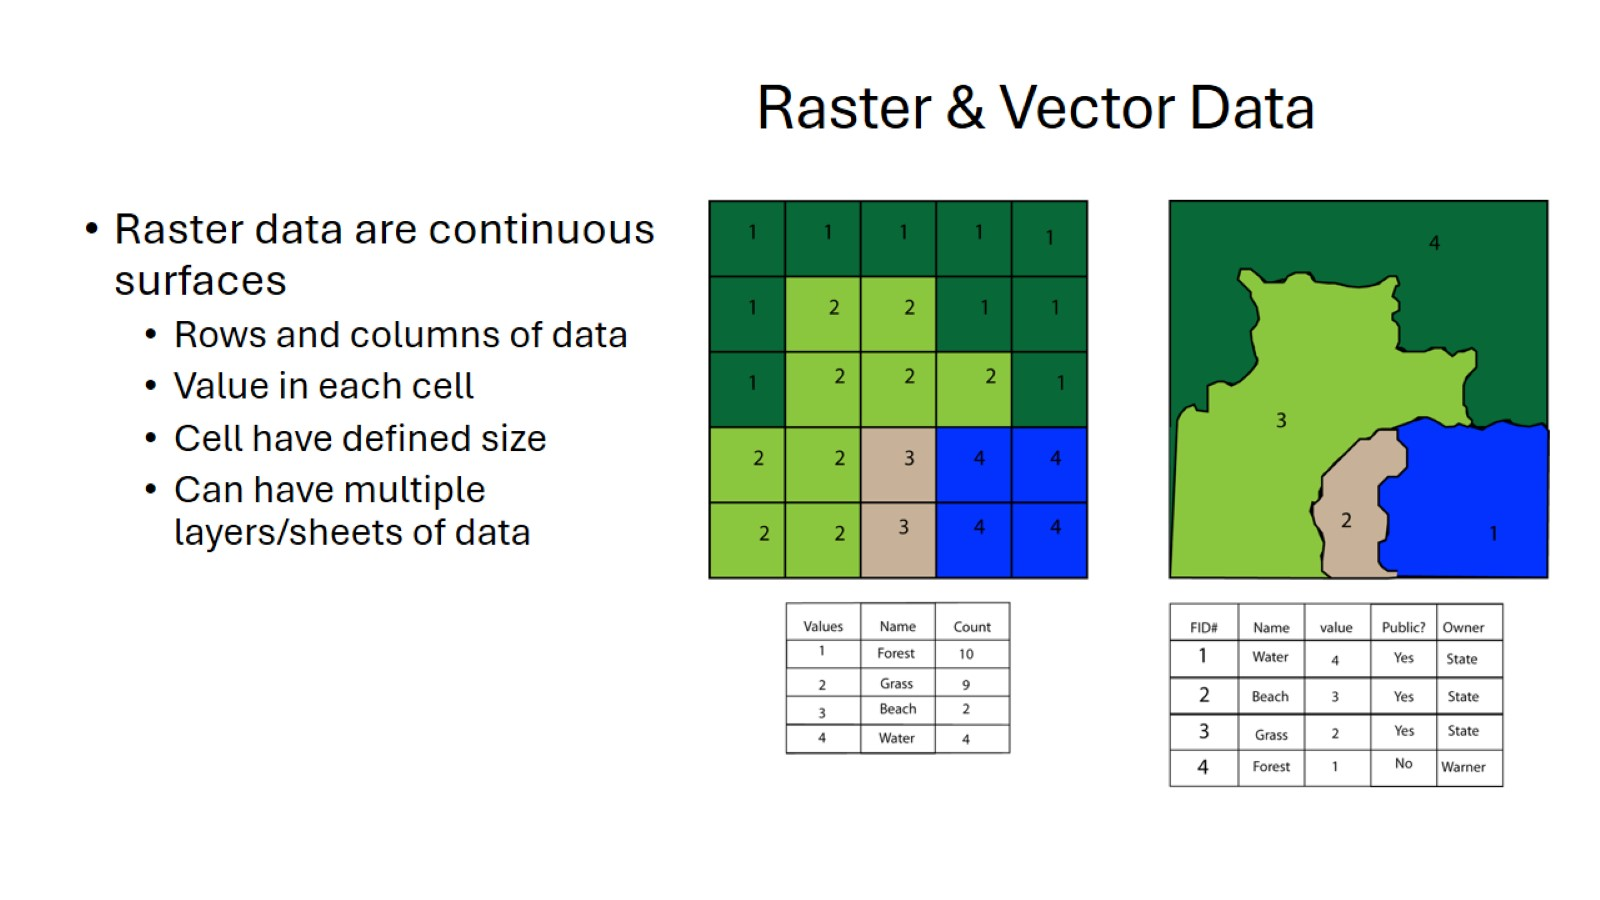 Raster & Vector Data
• Raster data are continuous
surfaces
• Rows and columns of data
• Value in each cell
• Cell have defined size
• Can have multiple
layers/sheets of data
1 1 1 1 1
1 2 2 1 1
1 2 2 2 1
2 2 3 4 4
2 2 3 4 4
Values Name Count
1 Forest 10
2 Grass 9
3 Beach 2
4 Water 4
4
3
2
1
FID# Name value Public? Owner
1 Water 4 Yes State
2 Beach 3 Yes State
3 Grass 2 Yes State
4 Forest 1 No Warner